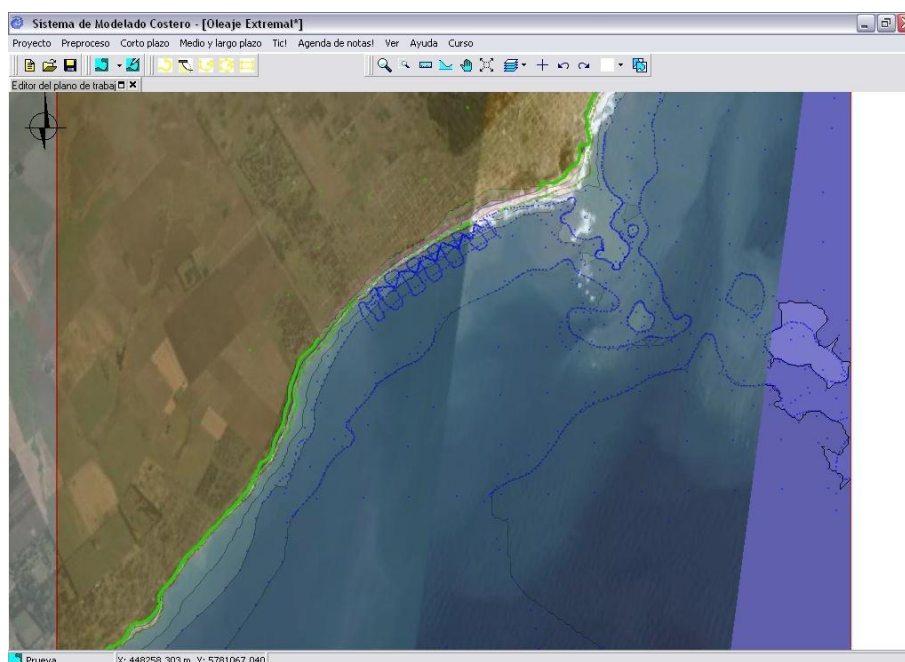 Sistema de Modelado Costero - [Oleaje Extremal*]
Proyecto Preproceso Corto plazo Medio y largo plazo Tic! Agenda de notas! Ver Ayuda Curso
Editor del plano de trabaj
Prueva X: 448258.303 m, Y: 5781067.040